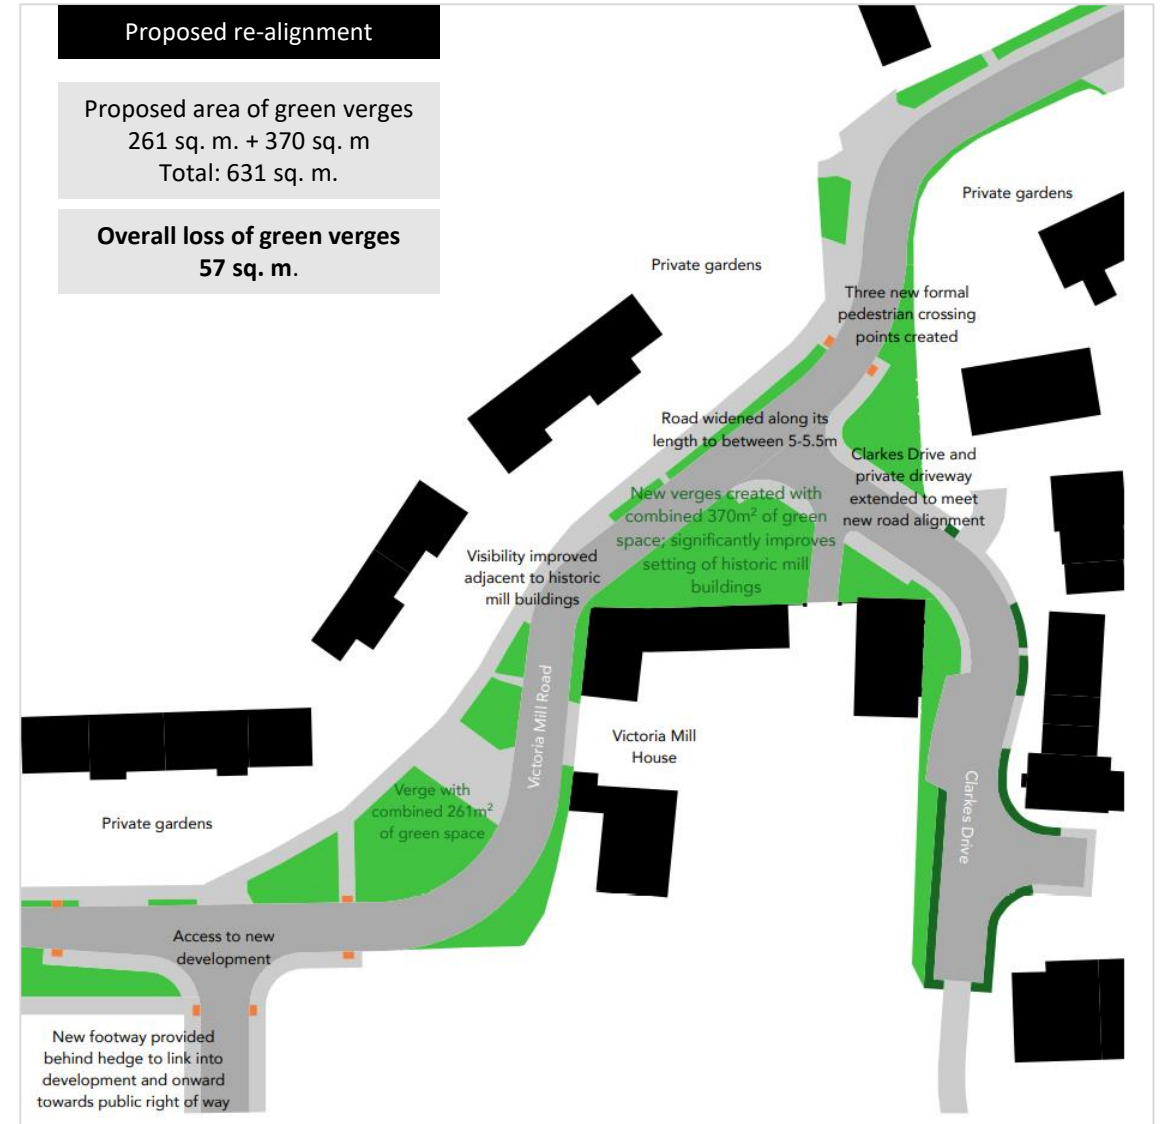 Proposed re-alignment
Proposed area of green verges
261 sq. m. + 370 sq. m
Total: 631 sq. m.
Overall loss of green verges
57 sq. m.
Private gardens
Private gardens
Three new formal
pedestrian crossing
points created
Road widened along its
length to between 5-5.5m
Clarkes Drive and
private driveway
extended to meet
new road alignment
New verges created with
combined 370m² of green
space; significantly improves
setting of historic mill
buildings
Visibility improved
adjacent to historic
mill buildings
Victoria Mill Road
Victoria Mill
House
Clarkes Drive
Verge with
combined 261m²
of green space
Private gardens
Access to new
development
New footway provided
behind hedge to link into
development and onward
towards public right of way